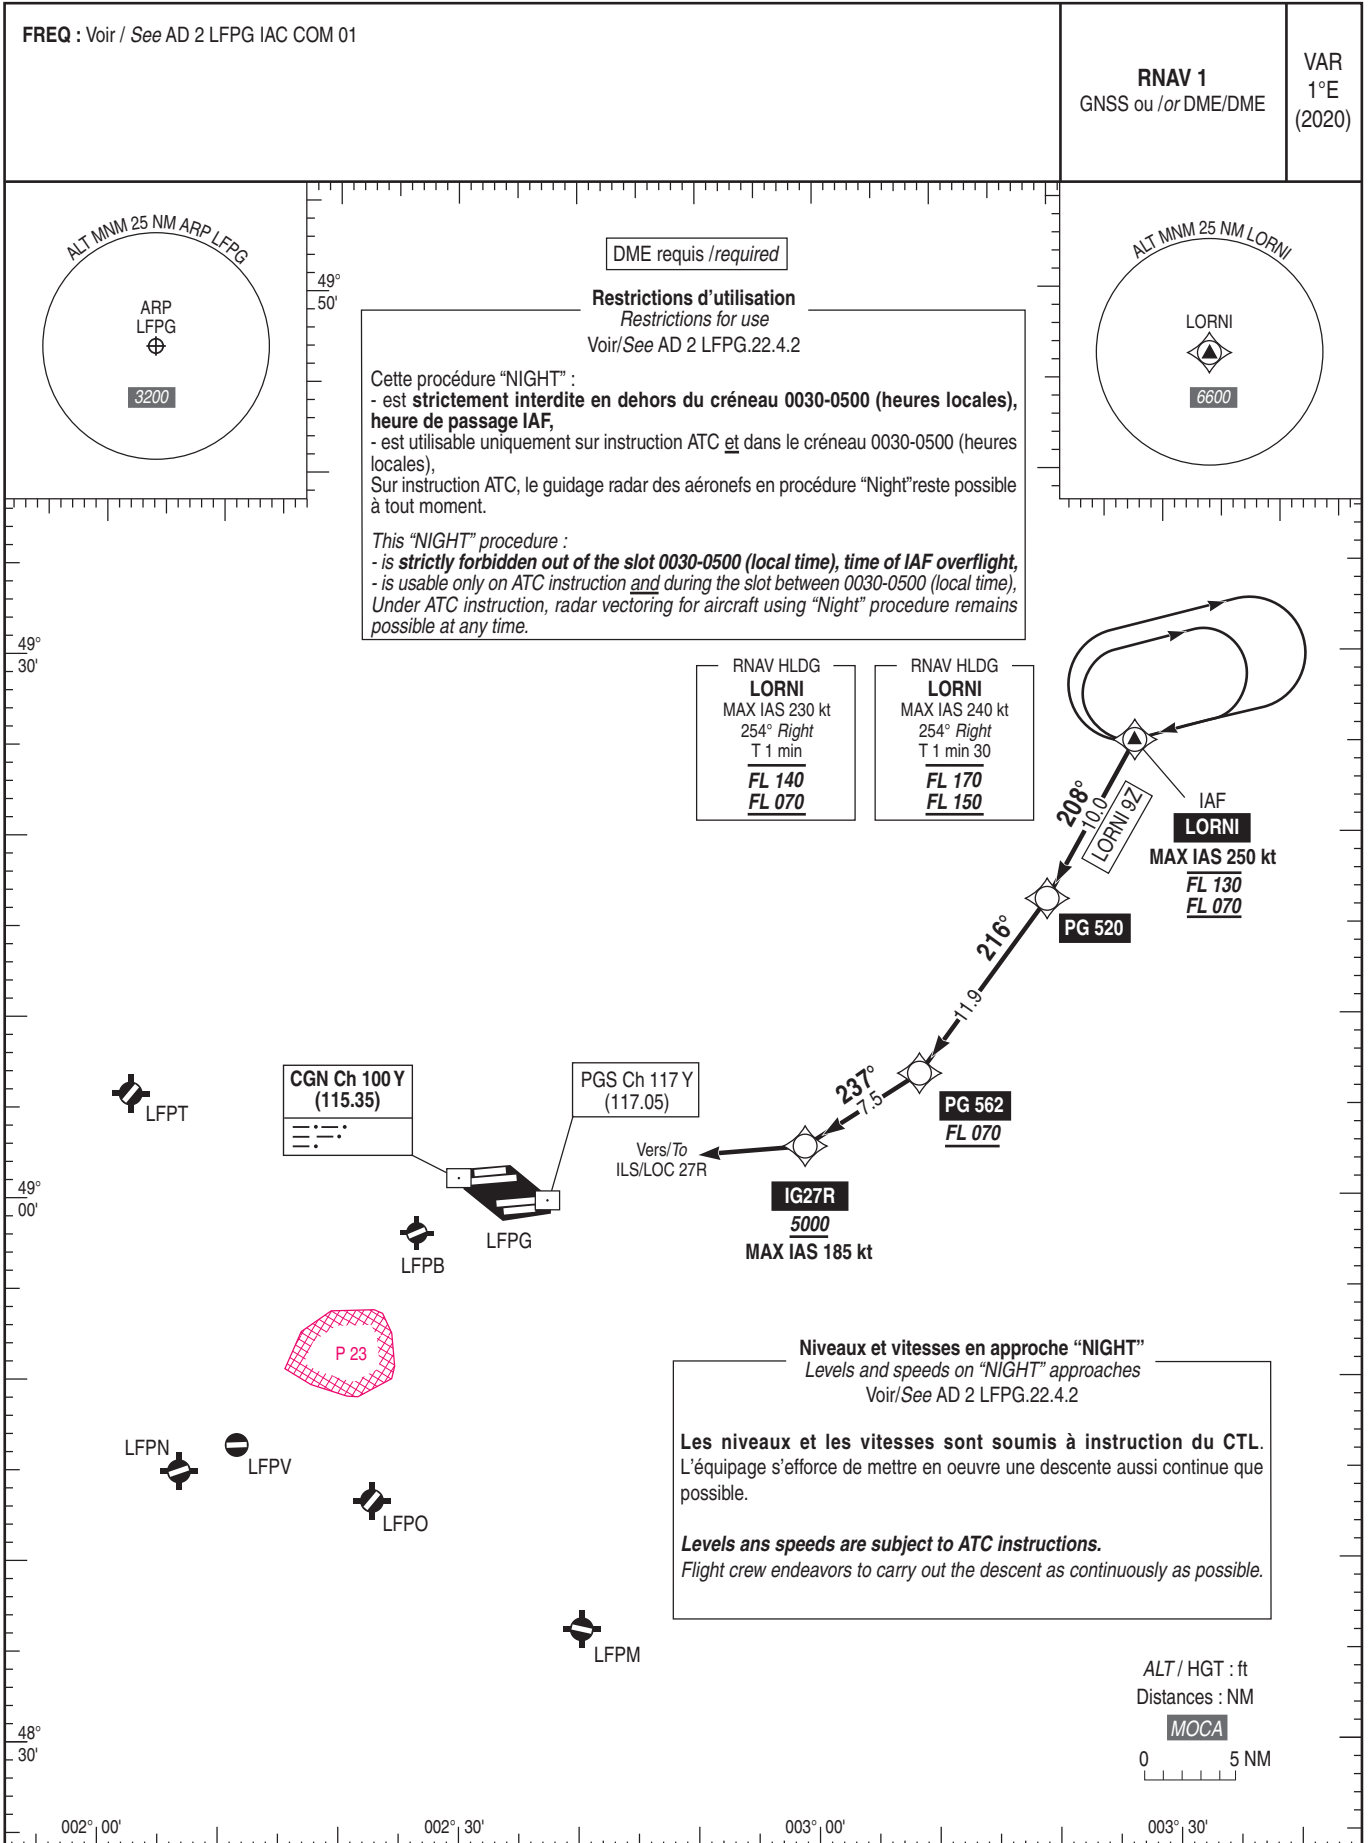 FREQ : Voir / See AD 2 LFPG IAC COM 01
RNAV 1
GNSS ou /or DME/DME
VAR
1°E
(2020)
ALT MNM 25 NM ARP LFPG
ARP
LFPG
3200
ALT MNM 25 NM LORNI
LORNI
6600
49°
50'
DME requis /required
Restrictions d'utilisation
Restrictions for use
Voir/See AD 2 LFPG.22.4.2
Cette procédure “NIGHT” :
- est strictement interdite en dehors du créneau 0030-0500 (heures locales),
heure de passage IAF,
- est utilisable uniquement sur instruction ATC et dans le créneau 0030-0500 (heures
locales),
Sur instruction ATC, le guidage radar des aéronefs en procédure “Night”reste possible
à tout moment.
This “NIGHT” procedure :
- is strictly forbidden out of the slot 0030-0500 (local time), time of IAF overflight,
- is usable only on ATC instruction and during the slot between 0030-0500 (local time),
Under ATC instruction, radar vectoring for aircraft using “Night” procedure remains
possible at any time.
49°
30'
RNAV HLDG
LORNI
MAX IAS 230 kt
254° Right
T 1 min
FL 140
FL 070
RNAV HLDG
LORNI
MAX IAS 240 kt
254° Right
T 1 min 30
FL 170
FL 150
208°
10.0
LORNI 9Z
IAF
LORNI
MAX IAS 250 kt
FL 130
FL 070
PG 520
216°
11.9
237°
7.5
PG 562
FL 070
CGN Ch 100 Y
(115.35)
PGS Ch 117 Y
(117.05)
LFPT
Vers/To
ILS/LOC 27R
IG27R
5000
MAX IAS 185 kt
49°
00'
LFPG
LFPB
P 23
Niveaux et vitesses en approche “NIGHT”
Levels and speeds on “NIGHT” approaches
Voir/See AD 2 LFPG.22.4.2
Les niveaux et les vitesses sont soumis à instruction du CTL.
L'équipage s'efforce de mettre en oeuvre une descente aussi continue que
possible.
Levels ans speeds are subject to ATC instructions.
Flight crew endeavors to carry out the descent as continuously as possible.
LFPN
LFPV
LFPO
LFPM
ALT / HGT : ft
Distances : NM
MOCA
0 5 NM
48°
30'
002° 00'
002° 30'
003° 00'
003° 30'